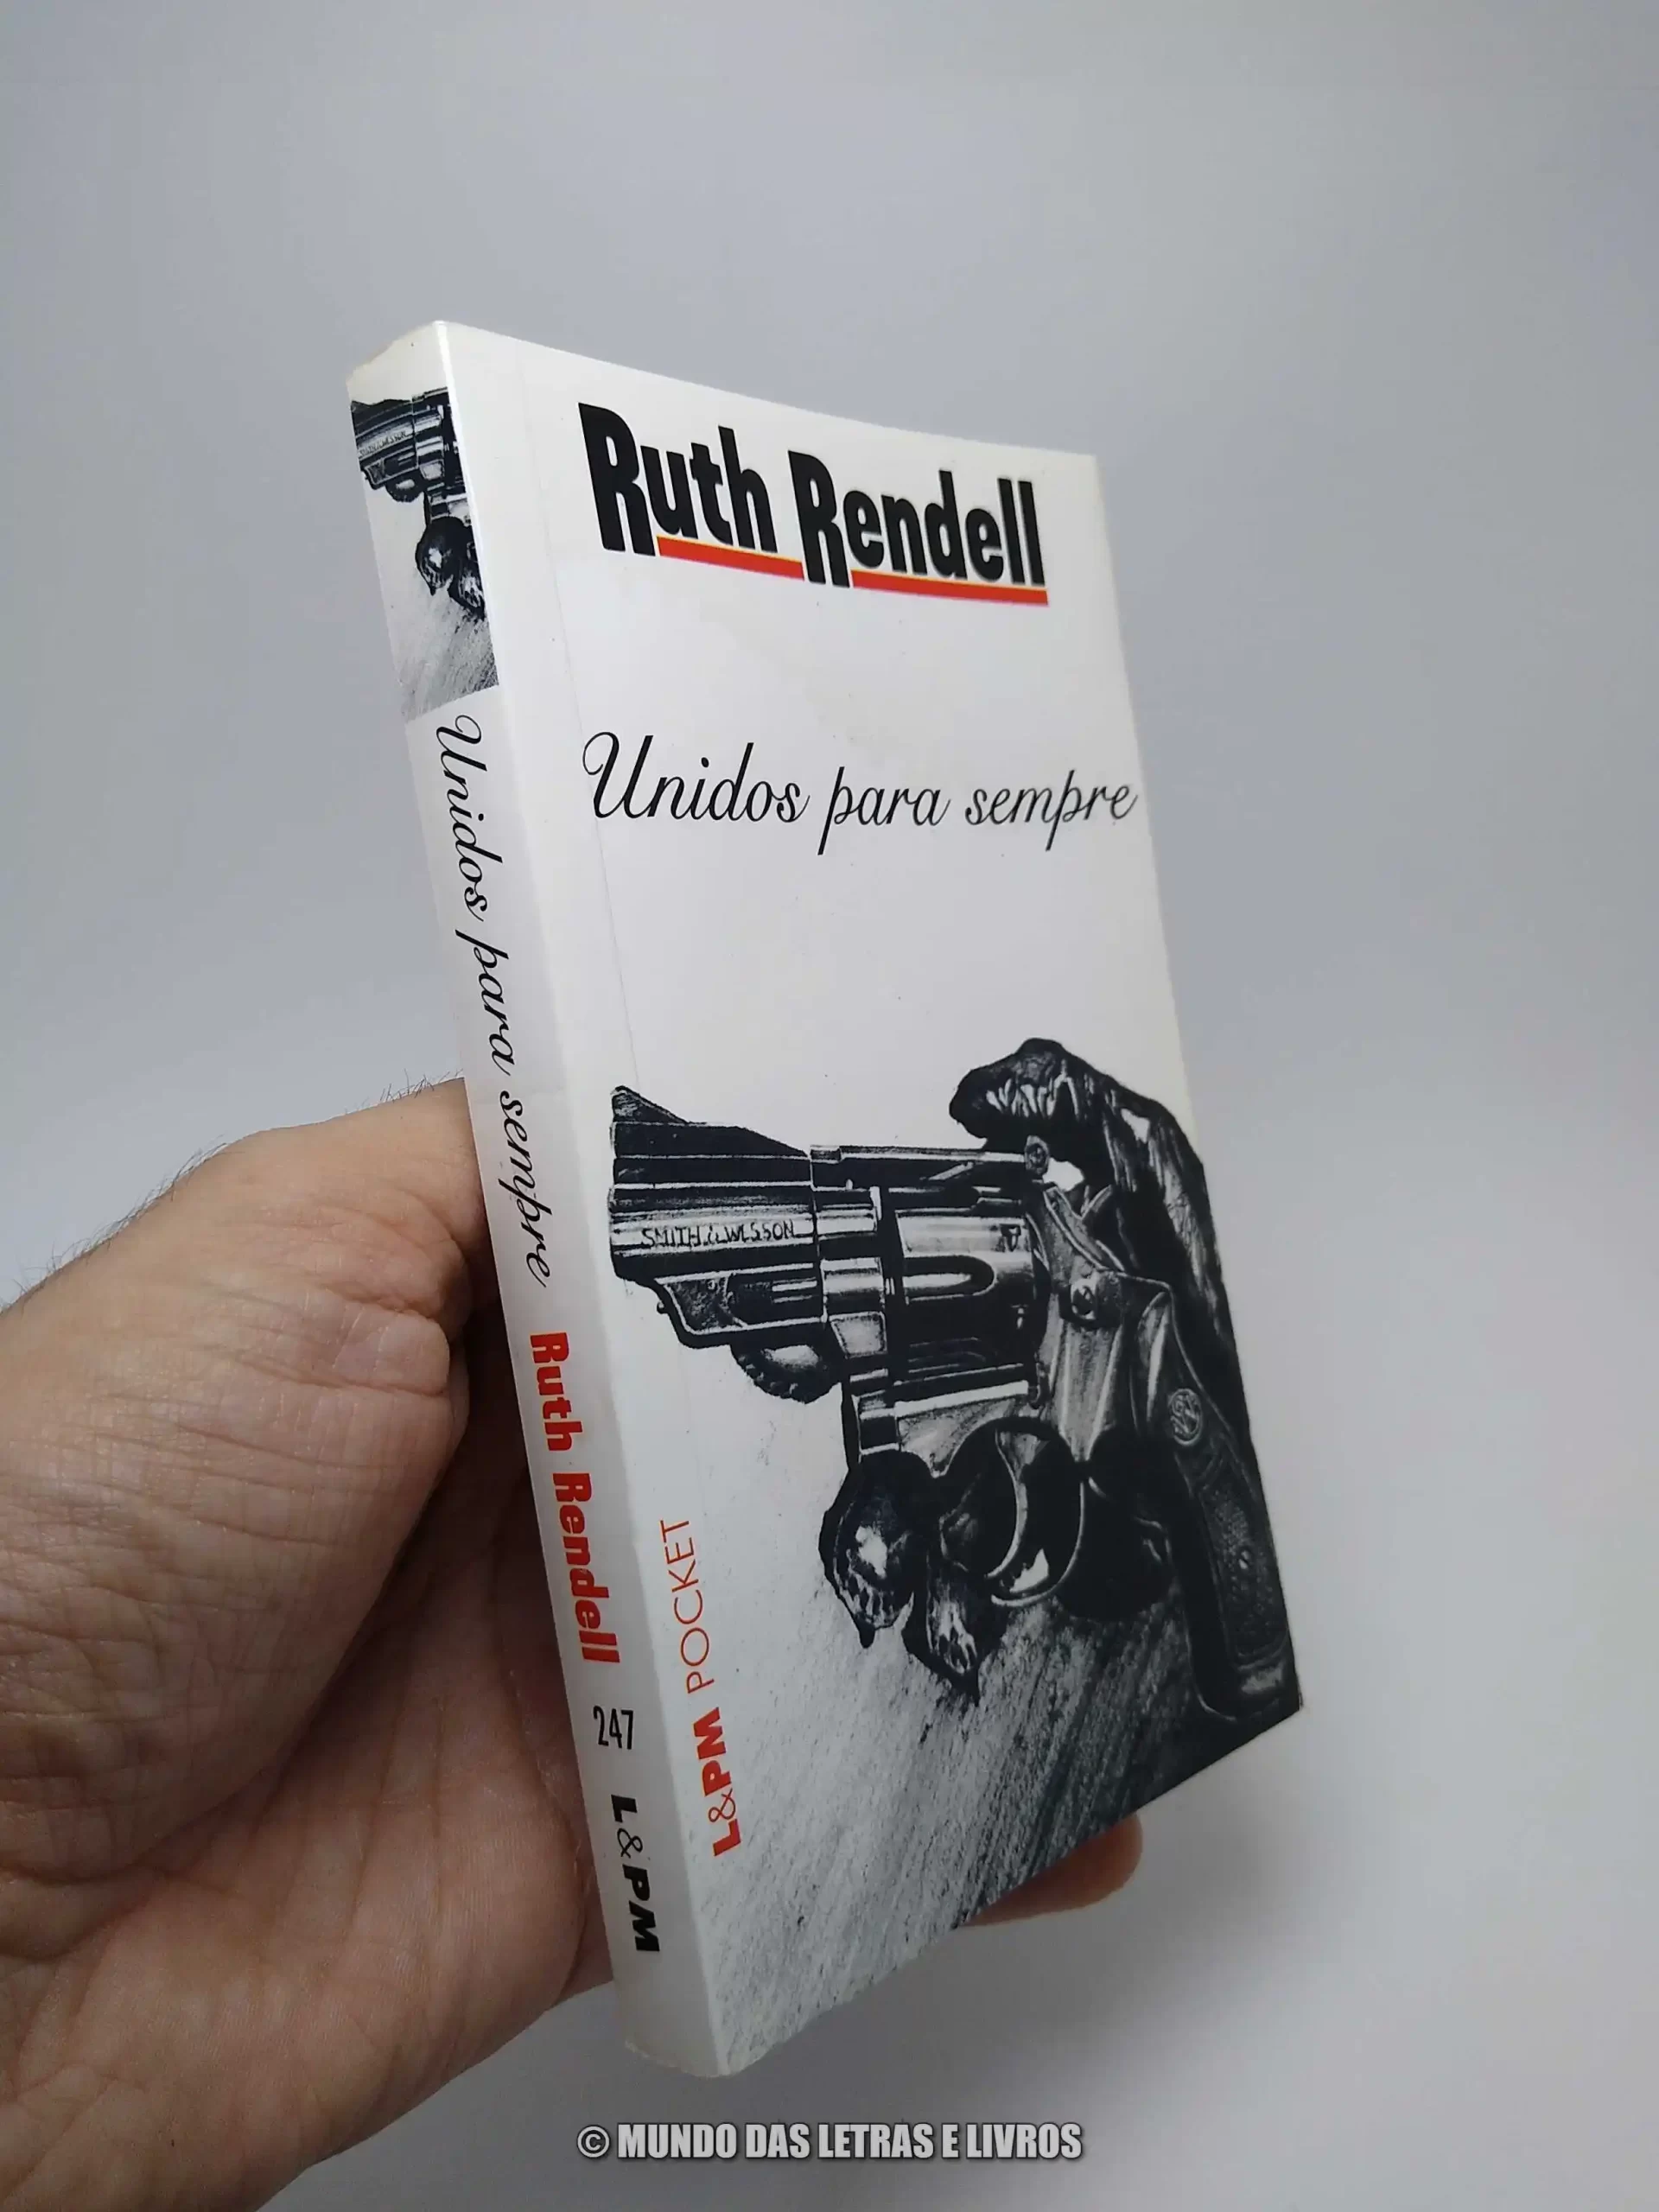 Ruth Rendell
Unidos para sempre
SMITH & WESSON
L&PM POCKET
Unidos para sempre Ruth Rendell 247 L&PM
© MUNDO DAS LETRAS E LIVROS